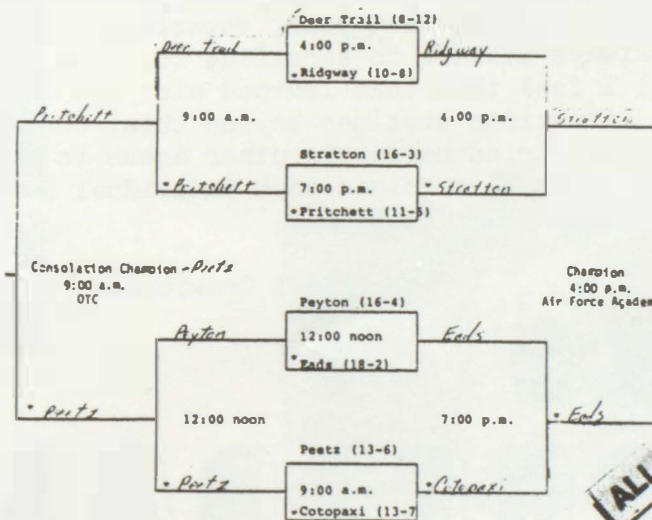 Deer Trail (8-12)
Deer Trail
4:00 p.m.
Ridgway
* Ridgway (10-8)
Pritchett
9:00 a.m.
4:00 p.m.
Stratton
Stratton (16-3)
* Pritchett
7:00 p.m.
* Stratton
* Pritchett (11-5)
Consolation Champion - Peetz
9:00 a.m.
OTC
Champion
4:00 p.m.
Air Force Academ
Peyton (16-4)
Peyton
12:00 noon
Eads
* Eads (18-2)
* Peetz
12:00 noon
7:00 p.m.
* Eads
Peetz (13-6)
* Peetz
9:00 a.m.
* Cotopaxi
* Cotopaxi (13-7
ALL